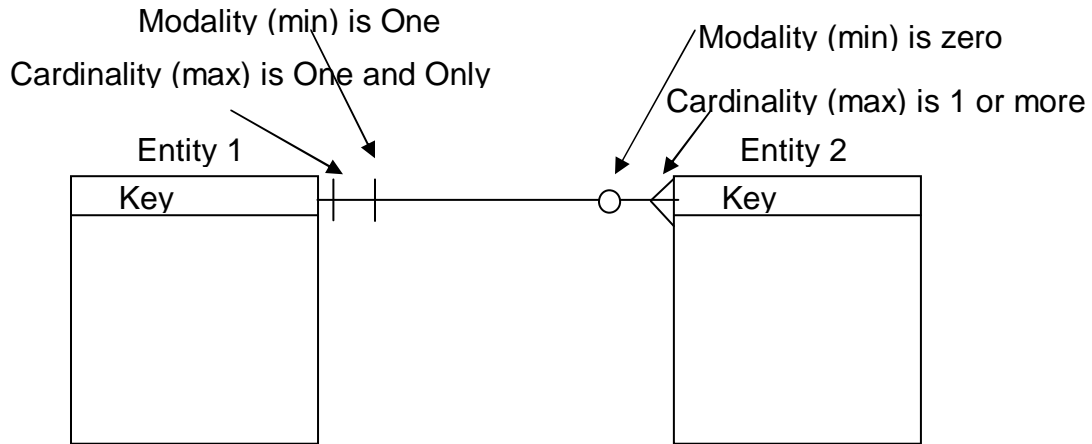 Modality (min) is One
Modality (min) is zero
Cardinality (max) is One and Only
Cardinality (max) is 1 or more
Entity 1
Entity 2
Key
Key